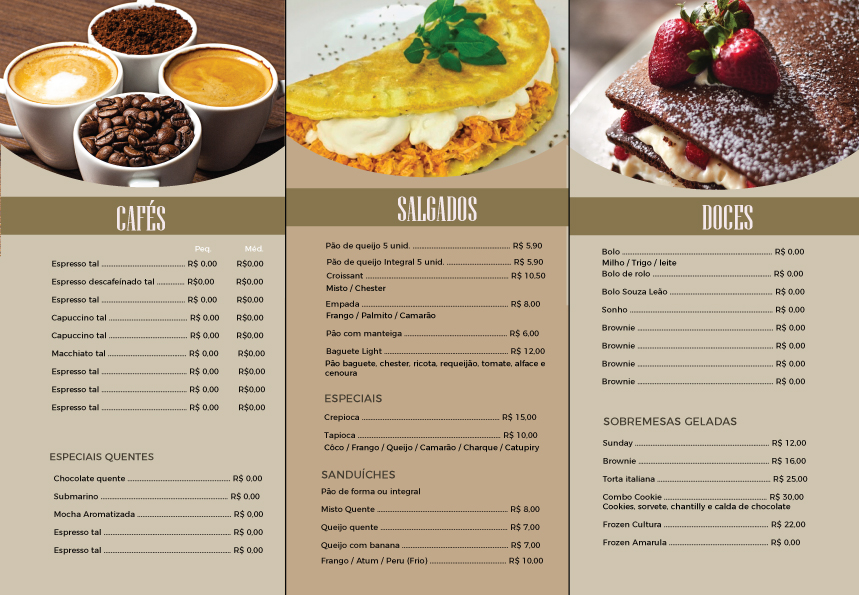 CAFÉS
Peq. Méd.
Espresso tal ........ R$ 0,00 R$0,00
Espresso descafeínado tal ........ R$0,00 R$0,00
Espresso tal ........ R$ 0,00 R$0,00
Capuccino tal ........ R$ 0,00 R$0,00
Capuccino tal ........ R$ 0,00 R$0,00
Macchiato tal ........ R$ 0,00 R$0,00
Espresso tal ........ R$ 0,00 R$0,00
Espresso tal ........ R$ 0,00 R$0,00
Espresso tal ........ R$ 0,00 R$0,00
ESPECIAIS QUENTES
Chocolate quente ........ R$ 0,00
Submarino ........ R$ 0,00
Mocha Aromatizada ........ R$ 0,00
Espresso tal ........ R$ 0,00
Espresso tal ........ R$ 0,00
SALGADOS
Pão de queijo 5 unid. ........ R$ 5,90
Pão de queijo Integral 5 unid. ........ R$ 5,90
Croissant ........ R$ 10,50
Misto / Chester
Empada ........ R$ 8,00
Frango / Palmito / Camarão
Pão com manteiga ........ R$ 6,00
Baguete Light ........ R$ 12,00
Pão baguete, chester, ricota, requeijão, tomate, alface e
cenoura
ESPECIAIS
Crepioca ........ R$ 15,00
Tapioca ........ R$ 10,00
Côco / Frango / Queijo / Camarão / Charque / Catupiry
SANDUÍCHES
Pão de forma ou integral
Misto Quente ........ R$ 8,00
Queijo quente ........ R$ 7,00
Queijo com banana ........ R$ 7,00
Frango / Atum / Peru (Frio) ........ R$ 10,00
DOCES
Bolo ........ R$ 0,00
Milho / Trigo / leite
Bolo de rolo ........ R$ 0,00
Bolo Souza Leão ........ R$ 0,00
Sonho ........ R$ 0,00
Brownie ........ R$ 0,00
Brownie ........ R$ 0,00
Brownie ........ R$ 0,00
Brownie ........ R$ 0,00
SOBREMESAS GELADAS
Sunday ........ R$ 12,00
Brownie ........ R$ 16,00
Torta italiana ........ R$ 25,00
Combo Cookie ........ R$ 30,00
Cookies, sorvete, chantilly e calda de chocolate
Frozen Cultura ........ R$ 22,00
Frozen Amarula ........ R$ 0,00